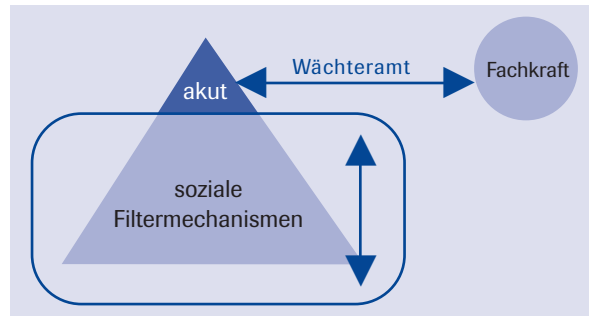 Wächteramt
Fachkraft
akut
soziale
Filtermechanismen